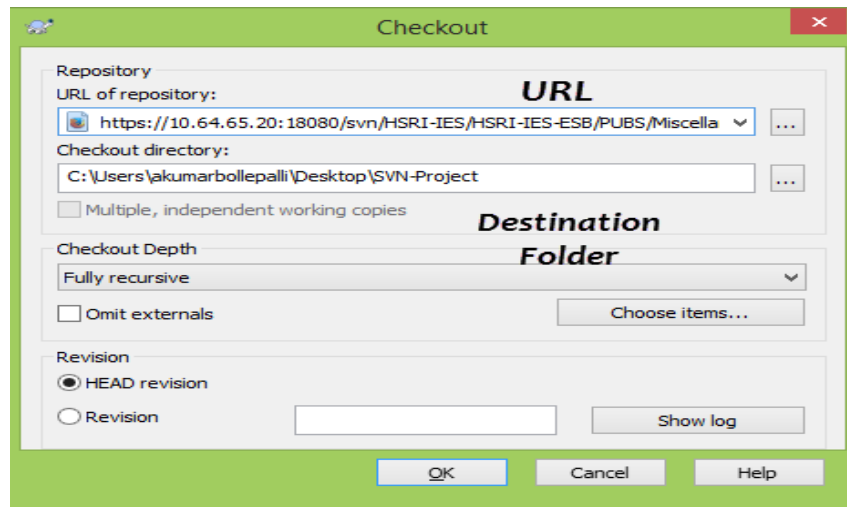 Checkout
Repository
URL of repository:
URL
https://10.64.65.20:18080/svn/HSRI-IES/HSRI-IES-ESB/PUBS/Miscella
...
Checkout directory:
C:\Users\akumarbollepalli\Desktop\SVN-Project
...
Multiple, independent working copies
Destination
Folder
Checkout Depth
Fully recursive
Omit externals
Choose items...
Revision
HEAD revision
Revision
Show log
OK
Cancel
Help